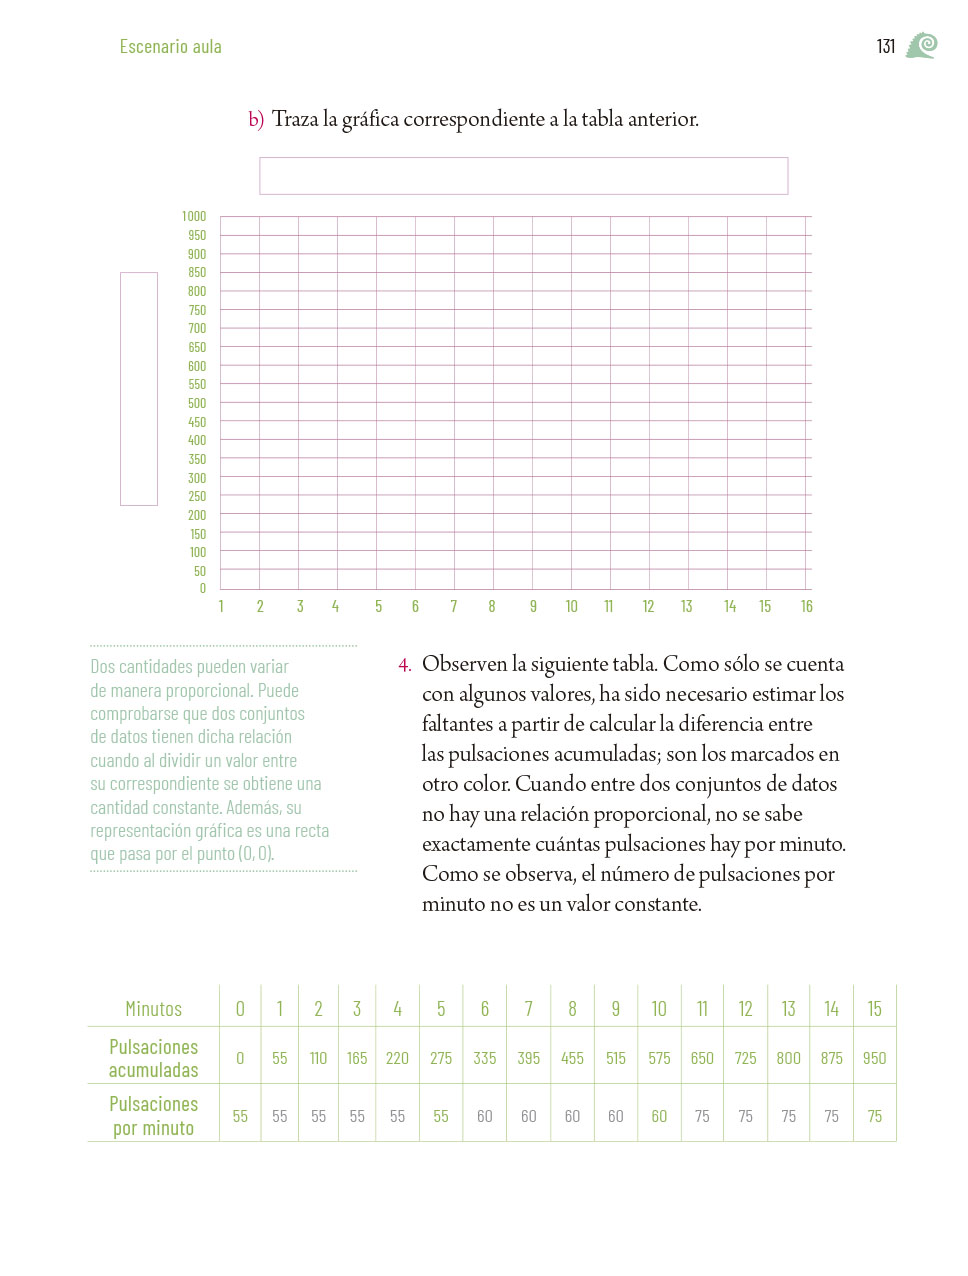 Escenario aula
131
b) Traza la gráfica correspondiente a la tabla anterior.
1 000
950
900
850
800
750
700
650
600
550
500
450
400
350
300
250
200
150
100
50
0
1 2 3 4 5 6 7 8 9 10 11 12 13 14 15 16
Dos cantidades pueden variar
de manera proporcional. Puede
comprobarse que dos conjuntos
de datos tienen dicha relación
cuando al dividir un valor entre
su correspondiente se obtiene una
cantidad constante. Además, su
representación gráfica es una recta
que pasa por el punto (0, 0).
4. Observen la siguiente tabla. Como sólo se cuenta
con algunos valores, ha sido necesario estimar los
faltantes a partir de calcular la diferencia entre
las pulsaciones acumuladas; son los marcados en
otro color. Cuando entre dos conjuntos de datos
no hay una relación proporcional, no se sabe
exactamente cuántas pulsaciones hay por minuto.
Como se observa, el número de pulsaciones por
minuto no es un valor constante.
Minutos 0 1 2 3 4 5 6 7 8 9 10 11 12 13 14 15
Pulsaciones
acumuladas
0 55 110 165 220 275 335 395 455 515 575 650 725 800 875 950
Pulsaciones
por minuto
55 55 55 55 55 55 60 60 60 60 60 75 75 75 75 75